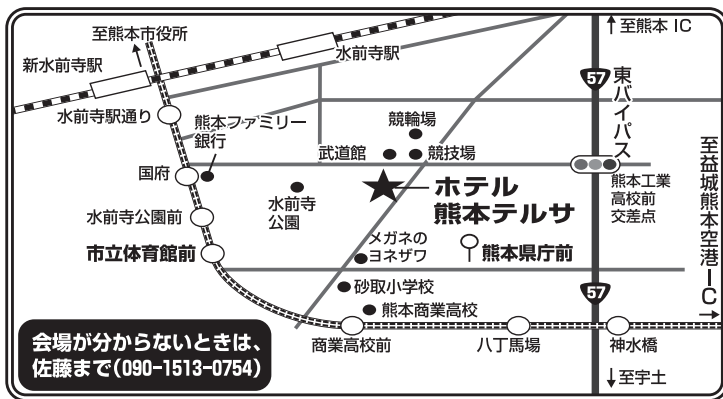 至熊本市役所
新水前寺駅
水前寺駅
↑至熊本IC
57
東バイパス
水前寺駅通り
熊本ファミリー
銀行
競輪場
武道館
競技場
国府
水前寺
公園
ホテル
熊本テルサ
熊本工業
高校前
交差点
至益城熊本空港IC
→
水前寺公園前
市立体育館前
メガネの
ヨネザワ
熊本県庁前
砂取小学校
熊本商業高校
57
商業高校前
八丁馬場
神水橋
↓至宇土
会場が分からないときは、
佐藤まで(090-1513-0754)